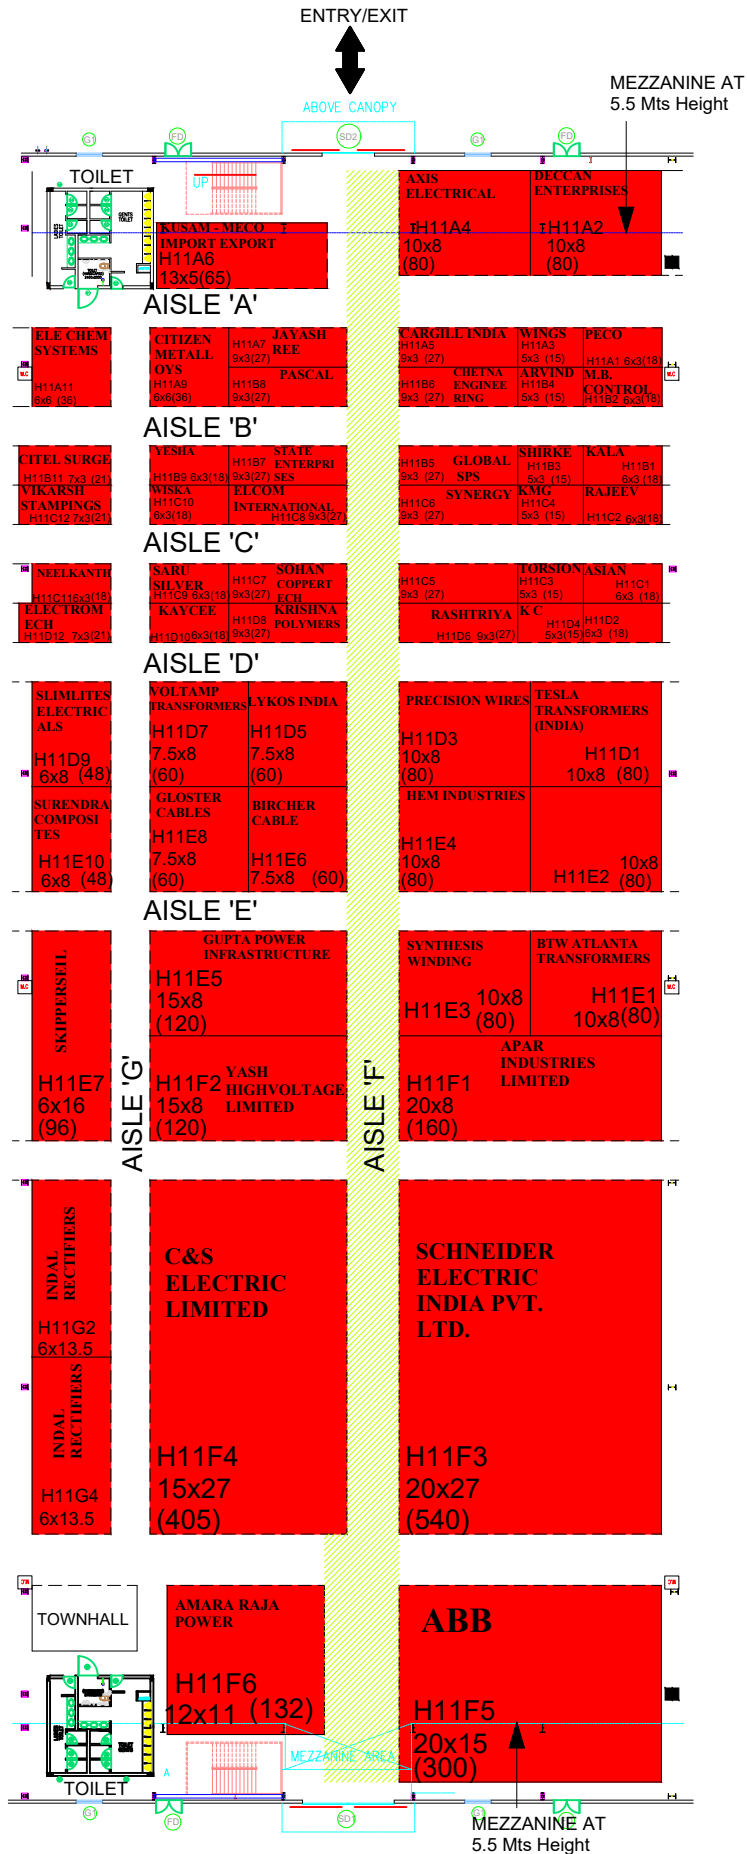 ENTRY/EXIT
MEZZANINE AT
5.5 Mts Height
ABOVE CANOPY
G1
FD
SD2
G1
FD
TOILET
UP
AXIS
ELECTRICAL
H11A4
10x8
(80)
DECCAN
ENTERPRISES
H11A2
10x8
(80)
KUSAM - MECO
IMPORT EXPORT
H11A6
13x5(65)
AISLE 'A'
ELE CHEM
SYSTEMS
H11A11
6x6 (36)
CITIZEN
METALL
OYS
H11A9
6x6(36)
H11A7
9x3(27)
JAYASH
REE
H11B8
9x3(27)
PASCAL
CARGILL INDIA
H11A5
9x3 (27)
WINGS
H11A3
5x3 (15)
PECO
H11A1 6x3(18)
H11B6
9x3 (27)
CHETNA
ENGINEE
RING
ARVIND
H11B4
5x3 (15)
M.B.
CONTROL
H11B2 6x3(18)
AISLE 'B'
CITEL SURGE
H11B11 7x3 (21)
VIKARSH
STAMPINGS
H11C12 7x3(21)
YESHA
H11B9 6x3(18)
WISKA
H11C10
6x3(18)
H11B7
9x3(27)
STATE
ENTERPRI
SES
ELCOM
INTERNATIONAL
H11C8 9x3(27)
H11B5
9x3 (27)
GLOBAL
SPS
SHIRKE
H11B3
5x3 (15)
KALA
H11B1
6x3 (18)
H11C6
9x3 (27)
SYNERGY
KMG
H11C4
5x3 (15)
RAJEEV
H11C2 6x3(18)
AISLE 'C'
NEELKANTH
H11C116x3(18)
ELECTROM
ECH
H11D12 7x3(21)
SARU
SILVER
H11C9 6x3(18)
KAYCEE
H11D106x3(18)
H11C7
9x3(27)
SOHAN
COPPERT
ECH
H11D8
9x3(27)
KRISHNA
POLYMERS
H11C5
9x3 (27)
TORSION
H11C3
5x3 (15)
ASIAN
H11C1
6x3 (18)
RASHTRIYA
H11D6 9x3(27)
K C
H11D4
5x3(15)
H11D2
6x3 (18)
AISLE 'D'
SLIMLITES
ELECTRIC
ALS
H11D9
6x8 (48)
VOLTAMP
TRANSFORMERS
H11D7
7.5x8
(60)
LYKOS INDIA
H11D5
7.5x8
(60)
PRECISION WIRES
H11D3
10x8
(80)
TESLA
TRANSFORMERS
(INDIA)
H11D1
10x8 (80)
SURENDRA
COMPOSI
TES
H11E10
6x8 (48)
GLOSTER
CABLES
H11E8
7.5x8
(60)
BIRCHER
CABLE
H11E6
7.5x8 (60)
HEM INDUSTRIES
H11E4
10x8
(80)
10x8
H11E2 (80)
AISLE 'E'
SKIPPERSEIL
H11E7
6x16
(96)
GUPTA POWER
INFRASTRUCTURE
H11E5
15x8
(120)
SYNTHESIS
WINDING
H11E3 10x8
(80)
BTW ATLANTA
TRANSFORMERS
H11E1
10x8(80)
H11F2
15x8
(120)
YASH
HIGHVOLTAGE
LIMITED
APAR
INDUSTRIES
LIMITED
H11F1
20x8
(160)
AISLE 'G'
AISLE 'F'
INDAL
RECTIFIERS
H11G2
6x13.5
INDAL
RECTIFIERS
H11G4
6x13.5
C&S
ELECTRIC
LIMITED
H11F4
15x27
(405)
SCHNEIDER
ELECTRIC
INDIA PVT.
LTD.
H11F3
20x27
(540)
TOWNHALL
AMARA RAJA
POWER
H11F6
12x11 (132)
ABB
H11F5
20x15
(300)
MEZZANINE AREA
A
TOILET
G1
FD
SD1
G1
FD
MEZZANINE AT
5.5 Mts Height